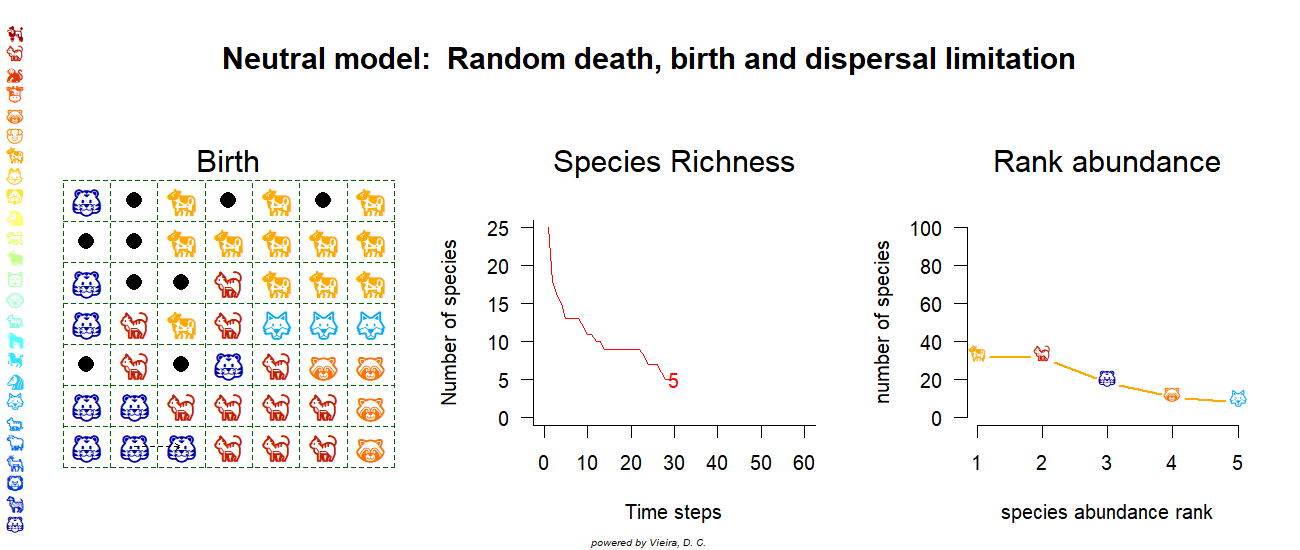 Neutral model:  Random death, birth and dispersal limitation
Birth
Species Richness
Number of species
25
20
15
10
5
0
5
0 10 20 30 40 50 60
Time steps
Rank abundance
number of species
100
80
60
40
20
0
1 2 3 4 5
species abundance rank
powered by Vieira, D. C.